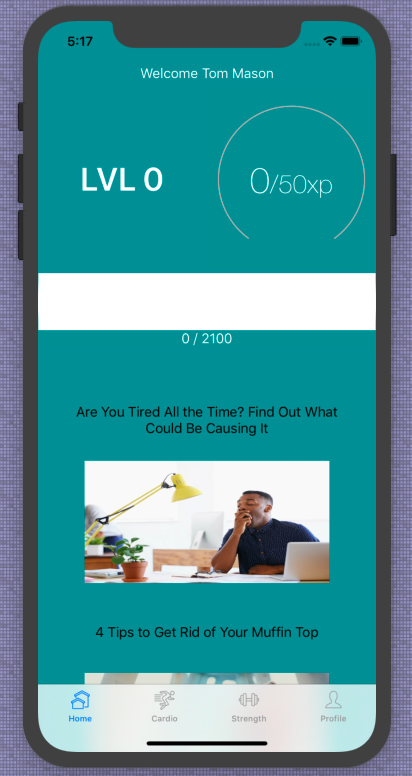 5:17
Welcome Tom Mason
LVL 0
0/50xp
0 / 2100
Are You Tired All the Time? Find Out What
Could Be Causing It
4 Tips to Get Rid of Your Muffin Top
Home
Cardio
Strength
Profile